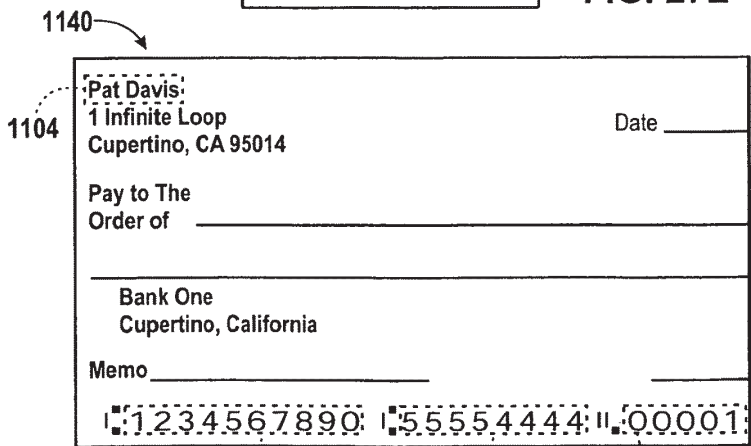 1140
Pat Davis
1104
1 Infinite Loop
Cupertino, CA 95014
Date
Pay to The
Order of
Bank One
Cupertino, California
Memo
1234567890 55554444 00001